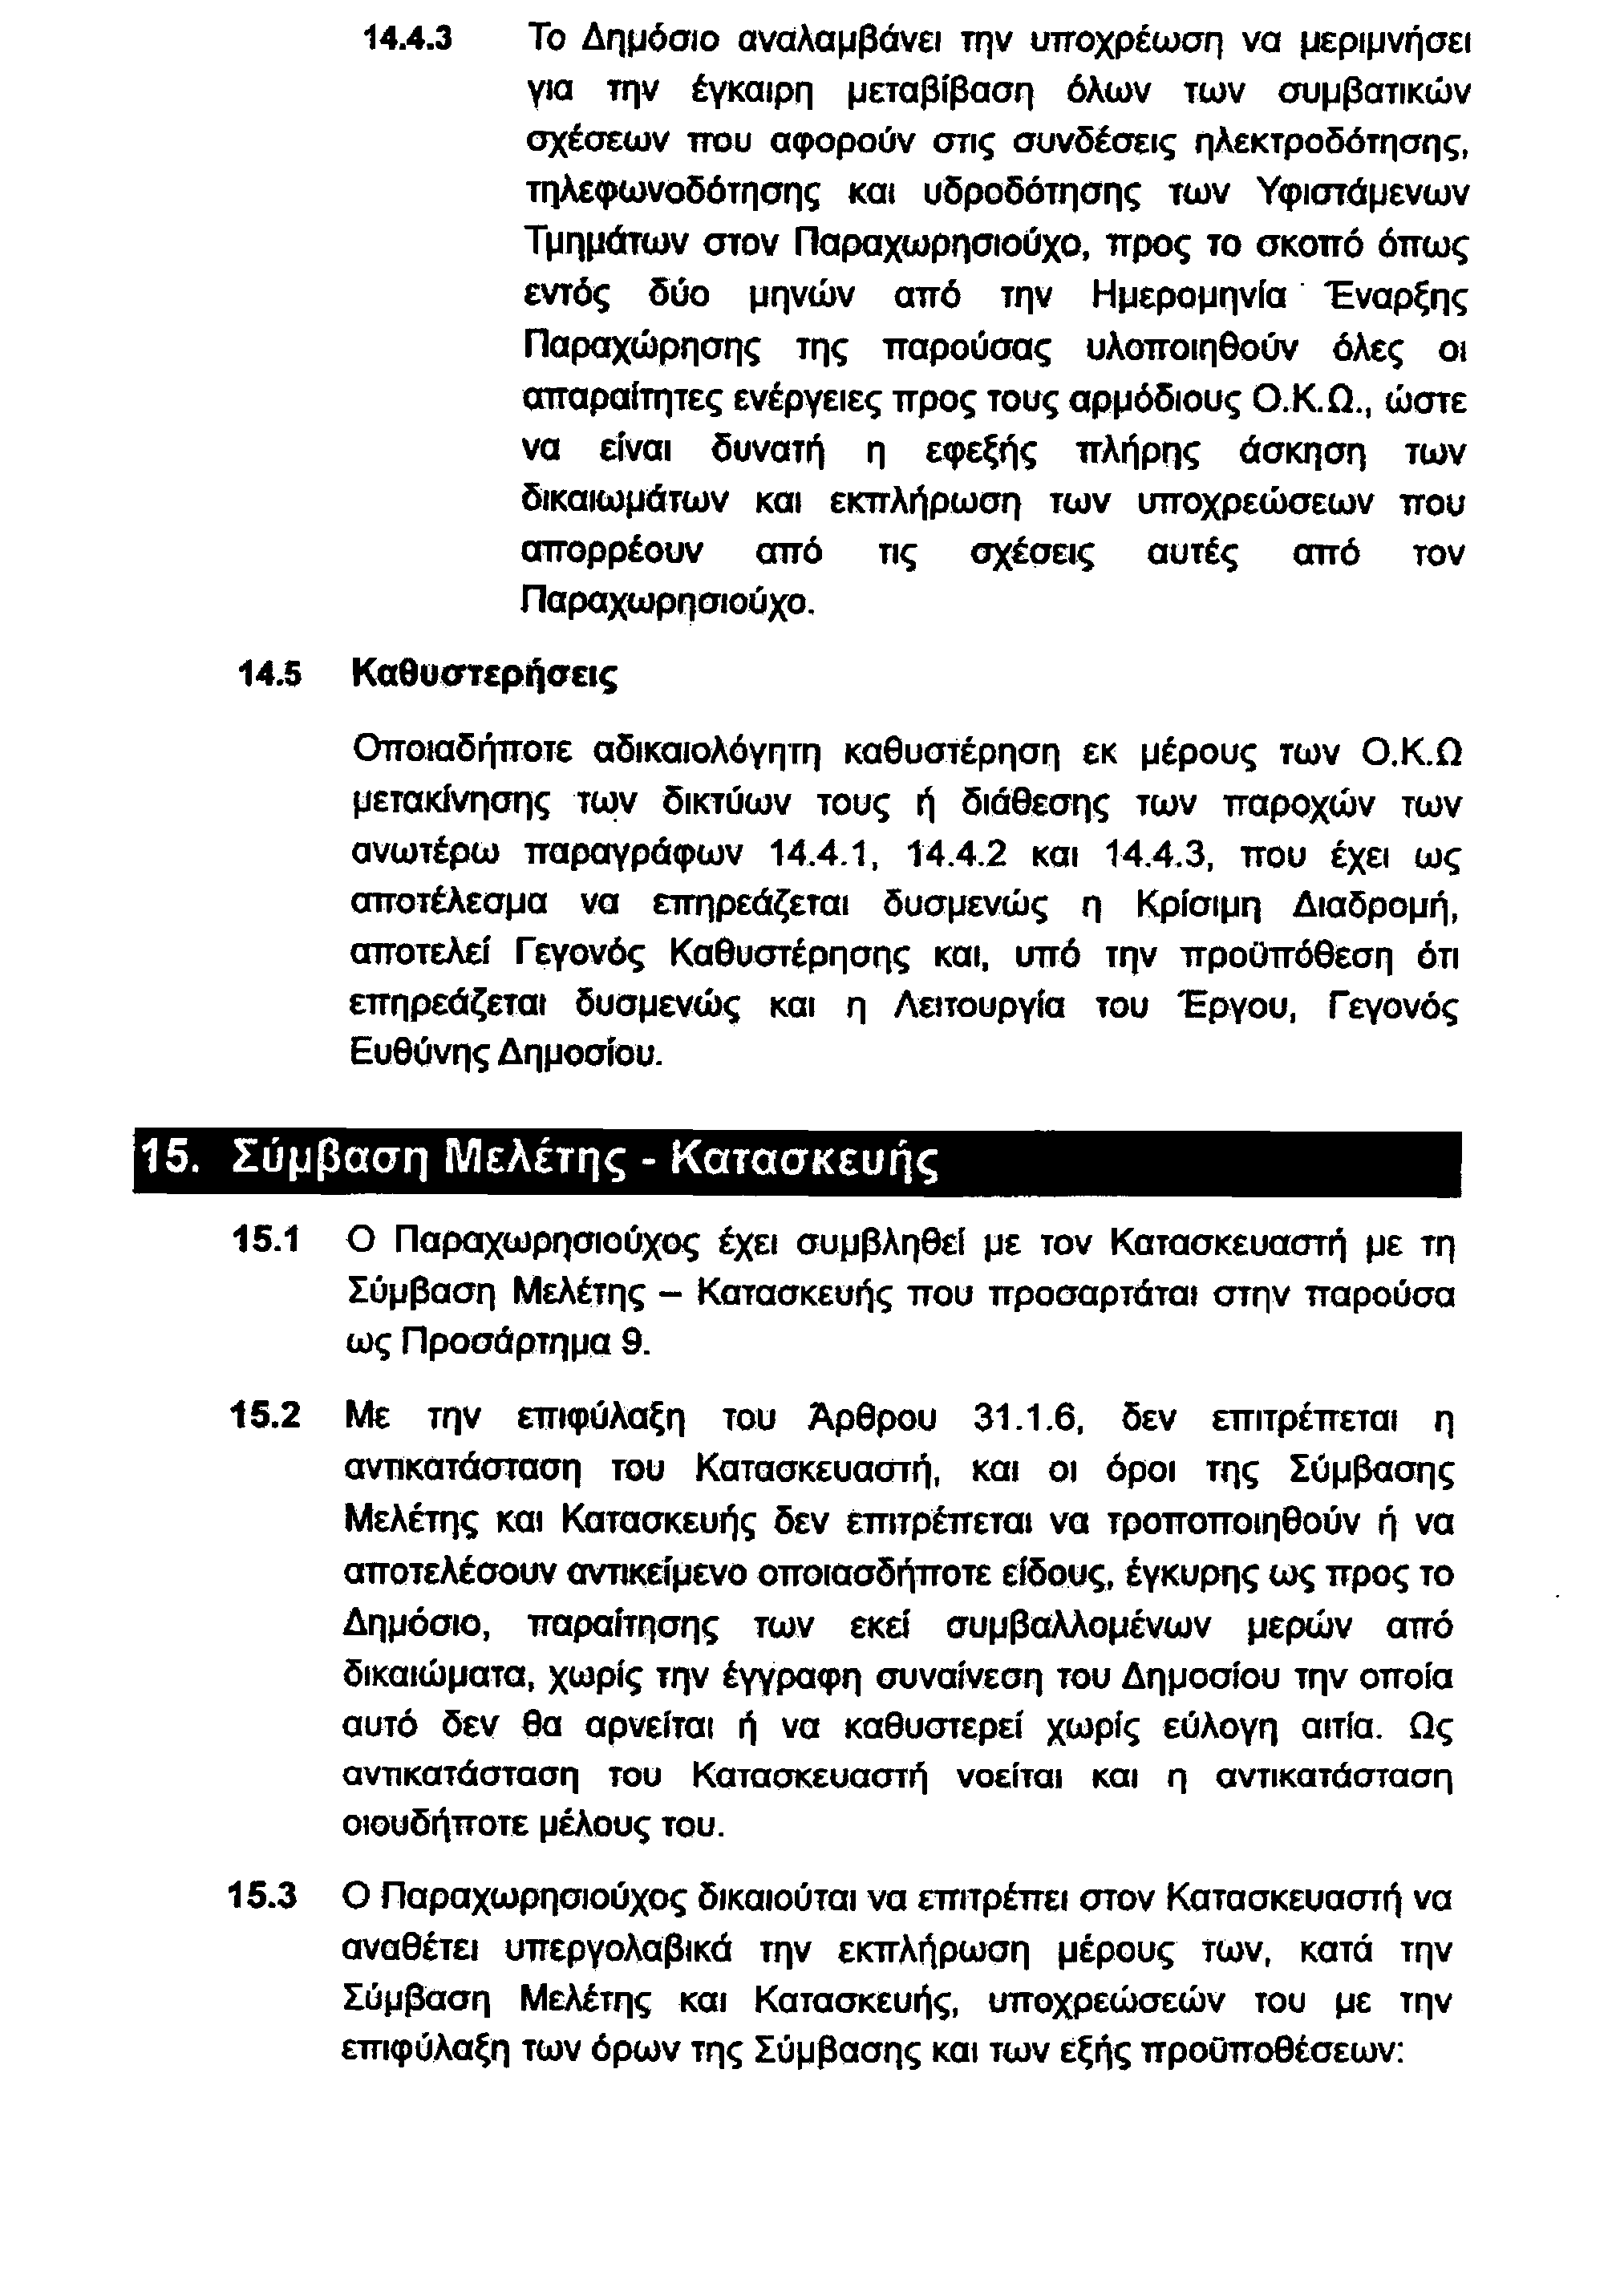 14.4.3 Το Δημόσιο αναλαμβάνει την υποχρέωση να μεριμνήσει
για την έγκαιρη μεταβίβαση όλων των συμβατικών
σχέσεων που αφορούν στις συνδέσεις ηλεκτροδότησης,
τηλεφωνοδότησης και υδροδότησης των Υφιστάμενων
Τμημάτων στον Παραχωρησιούχο, προς το σκοπό όπως
εντός δύο μηνών από την Ημερομηνία Έναρξης
Παραχώρησης της παρούσας υλοποιηθούν όλες οι
απαραίτητες ενέργειες προς τους αρμόδιους Ο.Κ.Ω., ώστε
να είναι δυνατή η εφεξής πλήρης άσκηση των
δικαιωμάτων και εκπλήρωση των υποχρεώσεων που
απορρέουν από τις σχέσεις αυτές από τον
Παραχωρησιούχο.
14.5 Καθυστερήσεις
Οποιαδήποτε αδικαιολόγητη καθυστέρηση εκ μέρους των Ο.Κ.Ω
μετακίνησης των δικτύων τους ή διάθεσης των παροχών των
ανωτέρω παραγράφων 14.4.1, 14.4.2 και 14.4.3, που έχει ως
αποτέλεσμα να επηρεάζεται δυσμενώς η Κρίσιμη Διαδρομή,
αποτελεί Γεγονός Καθυστέρησης και, υπό την προϋπόθεση ότι
επηρεάζεται δυσμενώς και η Λειτουργία του Έργου, Γεγονός
Ευθύνης Δημοσίου.
15. Σύμβαση Μελέτης - Κατασκευής
15.1 Ο Παραχωρησιούχος έχει συμβληθεί με τον Κατασκευαστή με τη
Σύμβαση Μελέτης – Κατασκευής που προσαρτάται στην παρούσα
ως Προσάρτημα 9.
15.2 Με την επιφύλαξη του Άρθρου 31.1.6, δεν επιτρέπεται η
αντικατάσταση του Κατασκευαστή, και οι όροι της Σύμβασης
Μελέτης και Κατασκευής δεν επιτρέπεται να τροποποιηθούν ή να
αποτελέσουν αντικείμενο οποιασδήποτε είδους, έγκυρης ως προς το
Δημόσιο, παραίτησης των εκεί συμβαλλομένων μερών από
δικαιώματα, χωρίς την έγγραφη συναίνεση του Δημοσίου την οποία
αυτό δεν θα αρνείται ή να καθυστερεί χωρίς εύλογη αιτία. Ως
αντικατάσταση του Κατασκευαστή νοείται και η αντικατάσταση
οιουδήποτε μέλους του.
15.3 Ο Παραχωρησιούχος δικαιούται να επιτρέπει στον Κατασκευαστή να
αναθέτει υπεργολαβικά την εκπλήρωση μέρους των, κατά την
Σύμβαση Μελέτης και Κατασκευής, υποχρεώσεών του με την
επιφύλαξη των όρων της Σύμβασης και των εξής προϋποθέσεων: